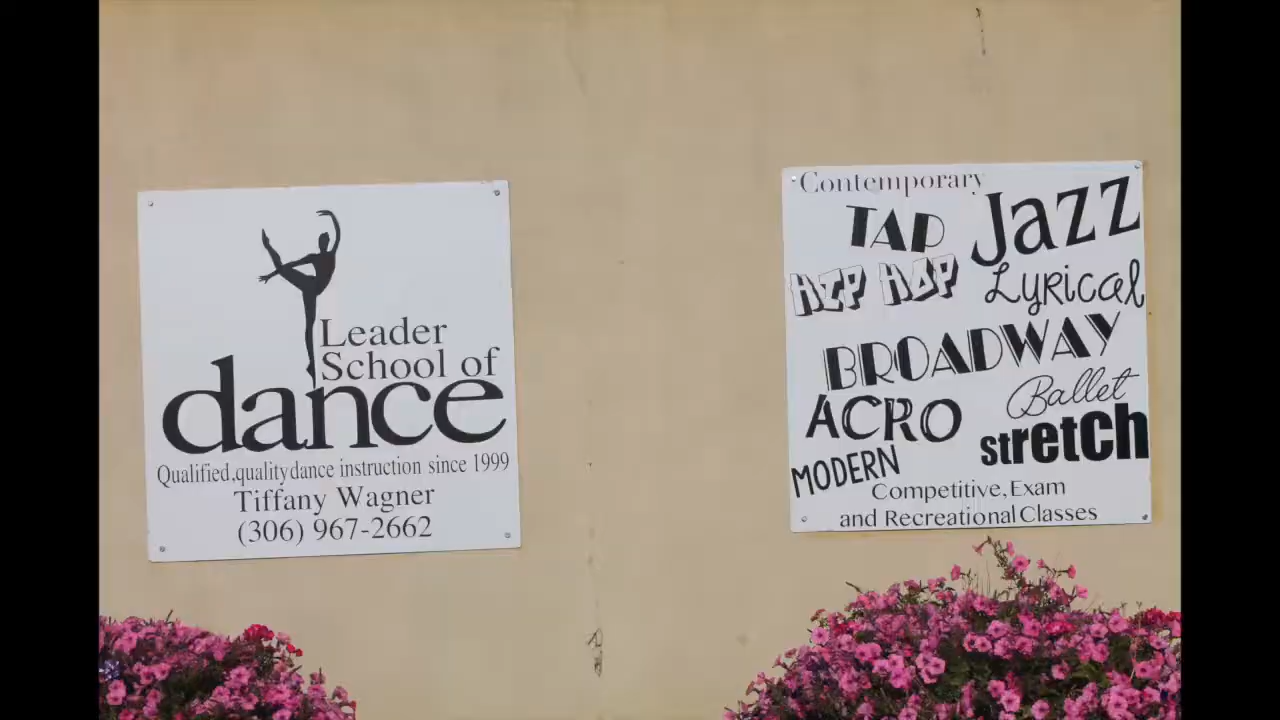 Leader
School of
dance
Qualified,quality dance instruction since 1999
Tiffany Wagner
(306) 967-2662
Contemporary
TAP Jazz
HIP HOP Lyrical
BROADWAY
Ballet
ACRO stretch
MODERN
Competitive, Exam
and Recreational Classes